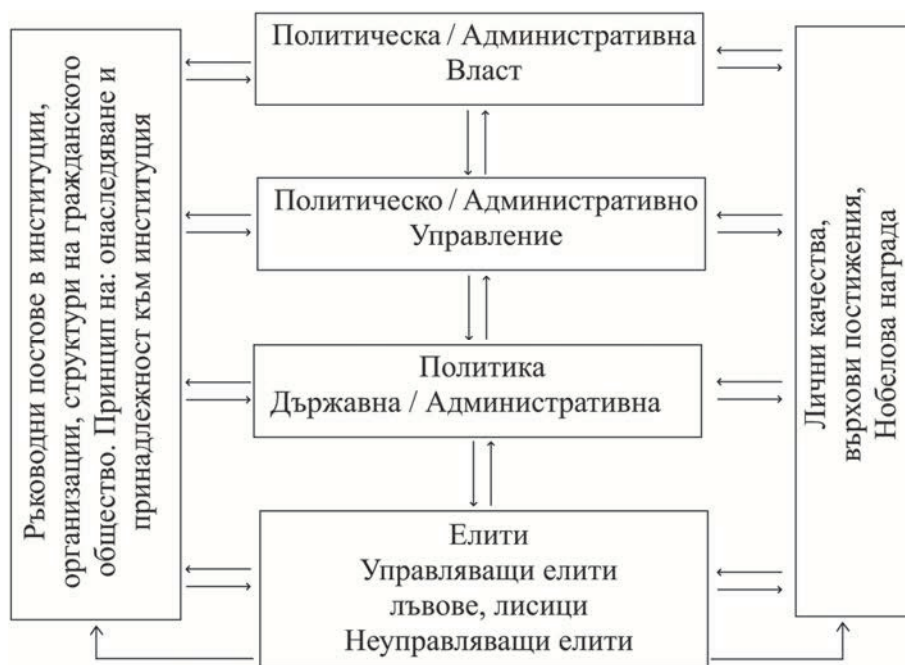 Ръководни постове в институции,
организации, структури на гражданското
общество. Принцип на: онаследяване и
принадлежност към институция
Политическа / Административна
Власт
Политическо / Административно
Управление
Политика
Държавна / Административна
Елити
Управляващи елити
лъвове, лисици
Неуправляващи елити
Лични качества,
върхови постижения,
Нобелова награда